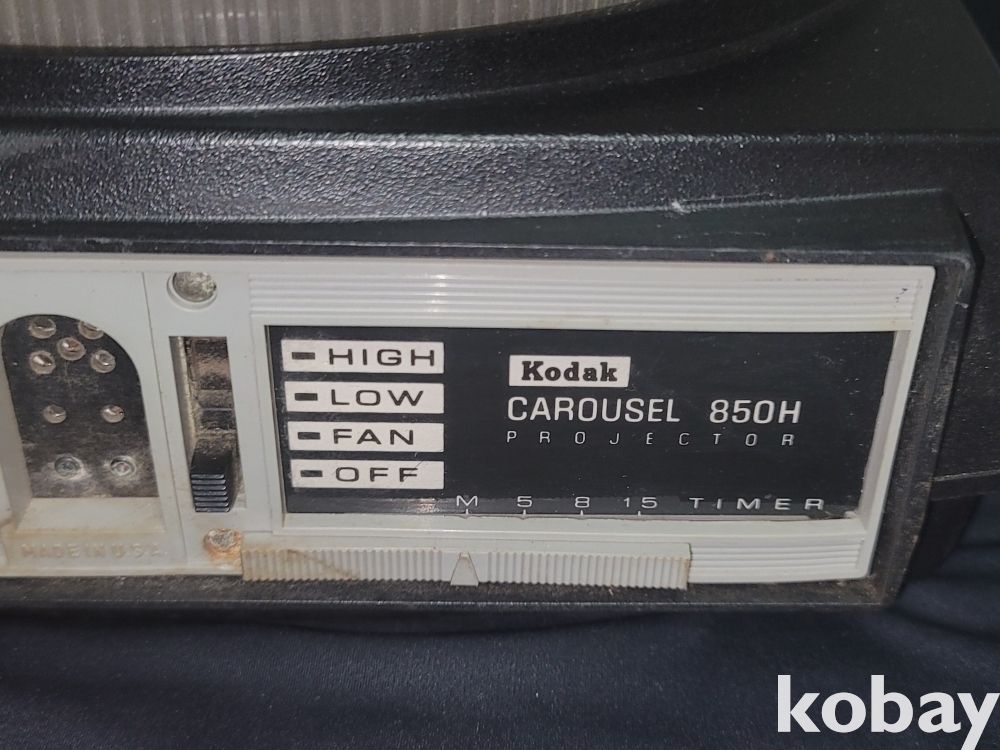 HIGH
LOW
FAN
OFF
Kodak
CAROUSEL 850H
PROJECTOR
M 5 8 15 TIMER
MADE IN U.S.A.
kobay